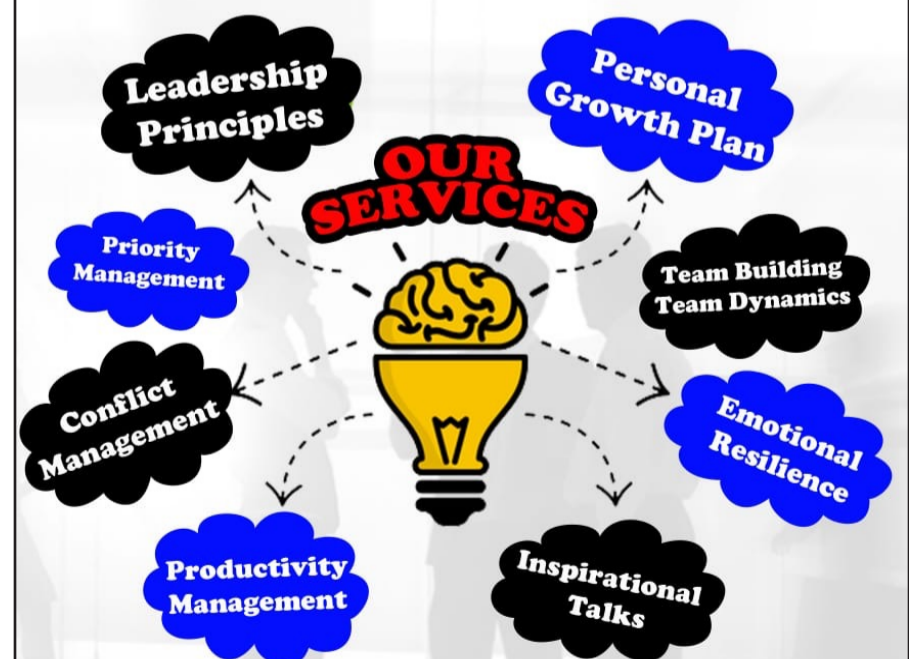 Leadership
Principles
Personal
Growth Plan
OUR
SERVICES
Priority
Management
Team Building
Team Dynamics
Conflict
Management
Emotional
Resilience
Productivity
Management
Inspirational
Talks